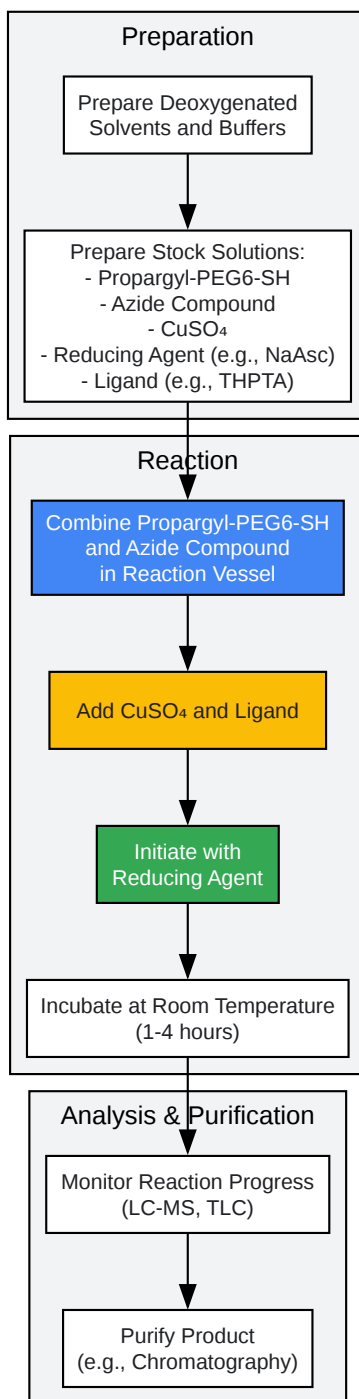 Preparation
Prepare Deoxygenated
Solvents and Buffers
Prepare Stock Solutions:
- Propargyl-PEG6-SH
- Azide Compound
- CuSO₄
- Reducing Agent (e.g., NaAsc)
- Ligand (e.g., THPTA)
Reaction
Combine Propargyl-PEG6-SH
and Azide Compound
in Reaction Vessel
Add CuSO₄ and Ligand
Initiate with
Reducing Agent
Incubate at Room Temperature
(1-4 hours)
Analysis & Purification
Monitor Reaction Progress
(LC-MS, TLC)
Purify Product
(e.g., Chromatography)